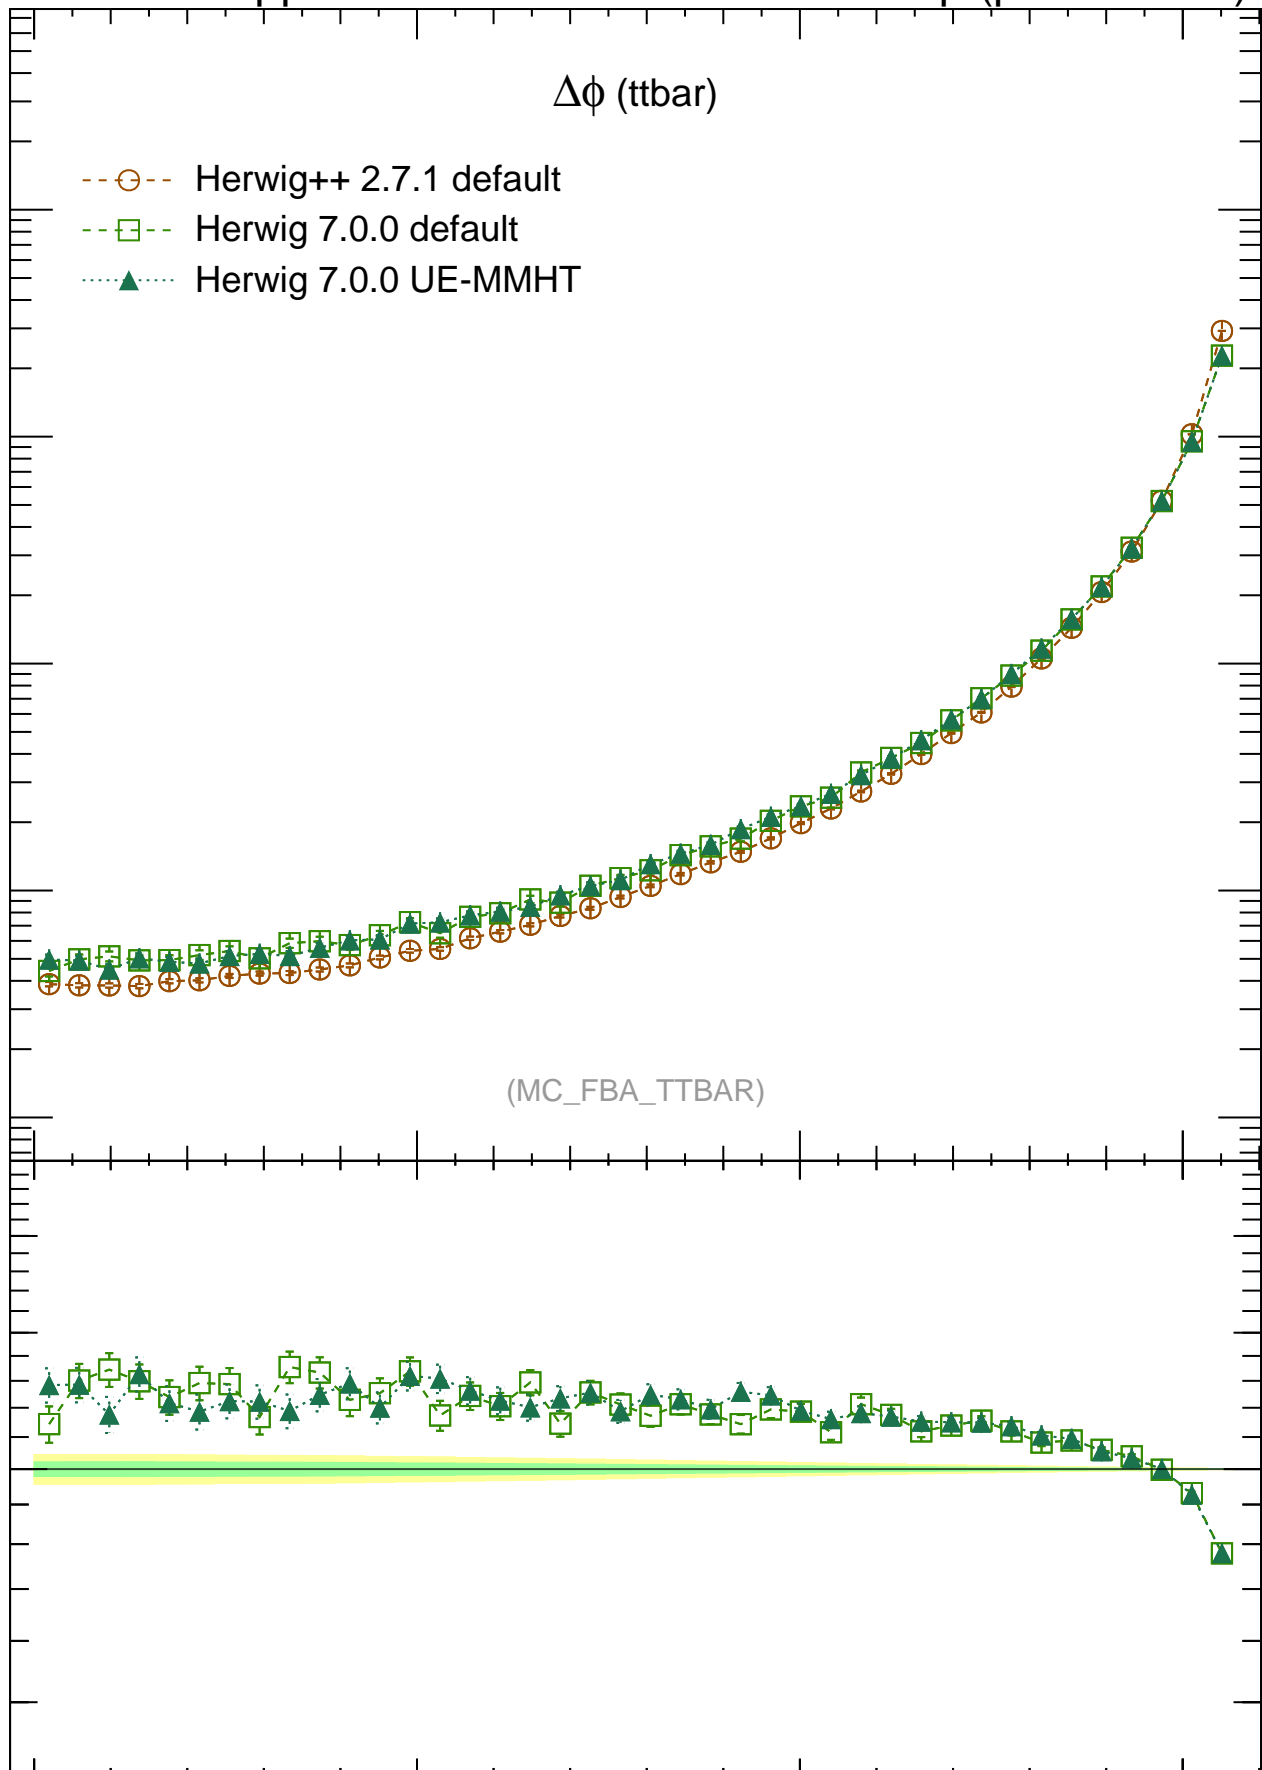 Δϕ (ttbar)
Herwig++ 2.7.1 default
Herwig 7.0.0 default
Herwig 7.0.0 UE-MMHT
(MC_FBA_TTBAR)